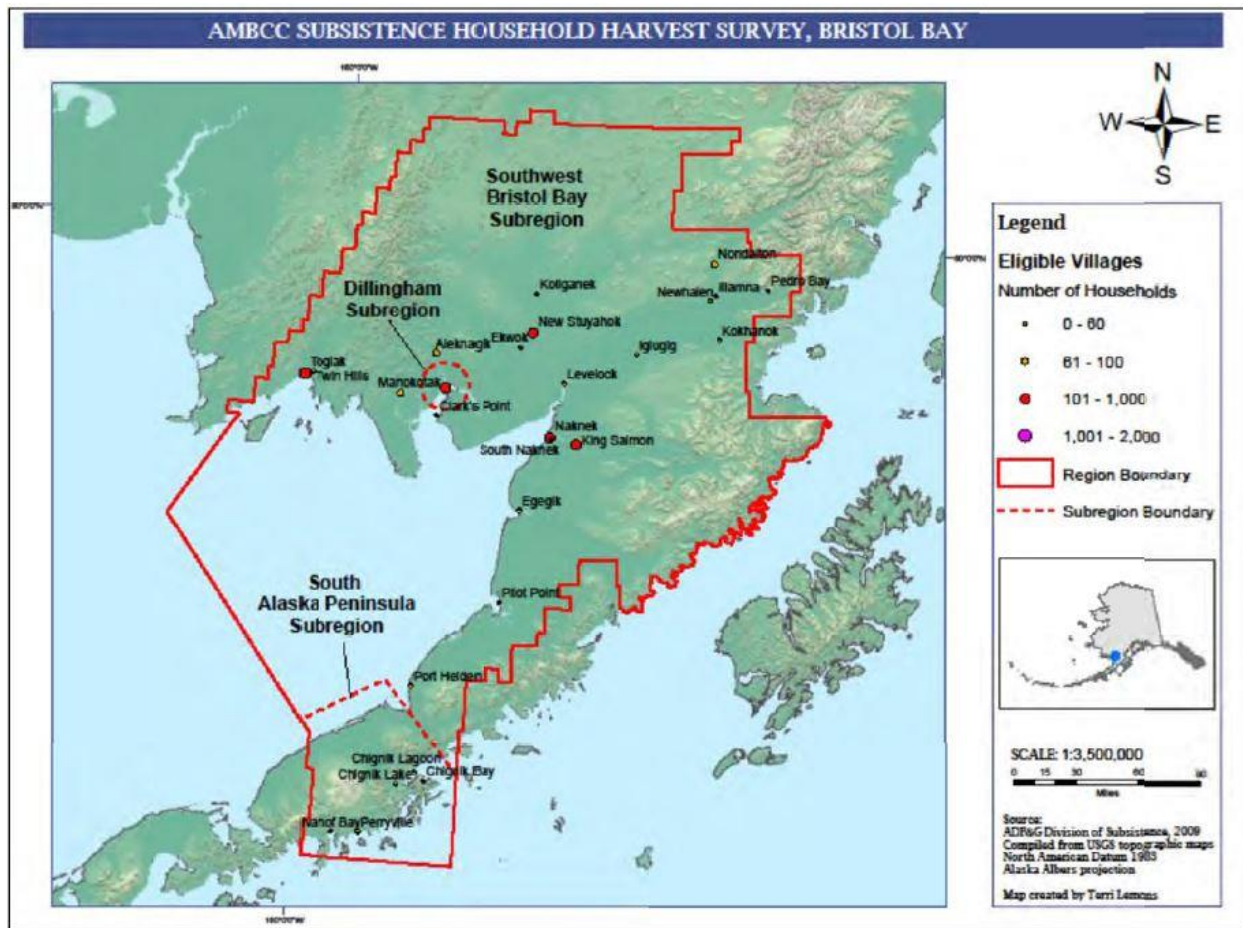 AMBCC SUBSISTENCE HOUSEHOLD HARVEST SURVEY, BRISTOL BAY
N
W
E
S
Southwest
Bristol Bay
Subregion
Dillingham
Subregion
Nondalton
Newhalen
Iliamna
Pedro Bay
Koliganek
New Stuyahok
Ekwok
Aleknagik
Igiugig
Kokhanok
Togiak
Twin Hills
Manokotak
Levelock
Clark's Point
Naknek
South Naknek
King Salmon
Egegik
Pilot Point
South
Alaska Peninsula
Subregion
Port Heiden
Chignik Lagoon
Chignik Lake
Chignik Bay
Perryville
Legend
Eligible Villages
Number of Households
0 - 60
61 - 100
101 - 1,000
1,001 - 2,000
Region Boundary
Subregion Boundary
SCALE: 1:3,500,000
0 15 30 60 90
Miles
Source:
ADF&G Division of Subsistence, 2009
Compiled from USGS topographic maps
North American Datum 1983
Alaska Albers projection
Map created by Terri Lemons